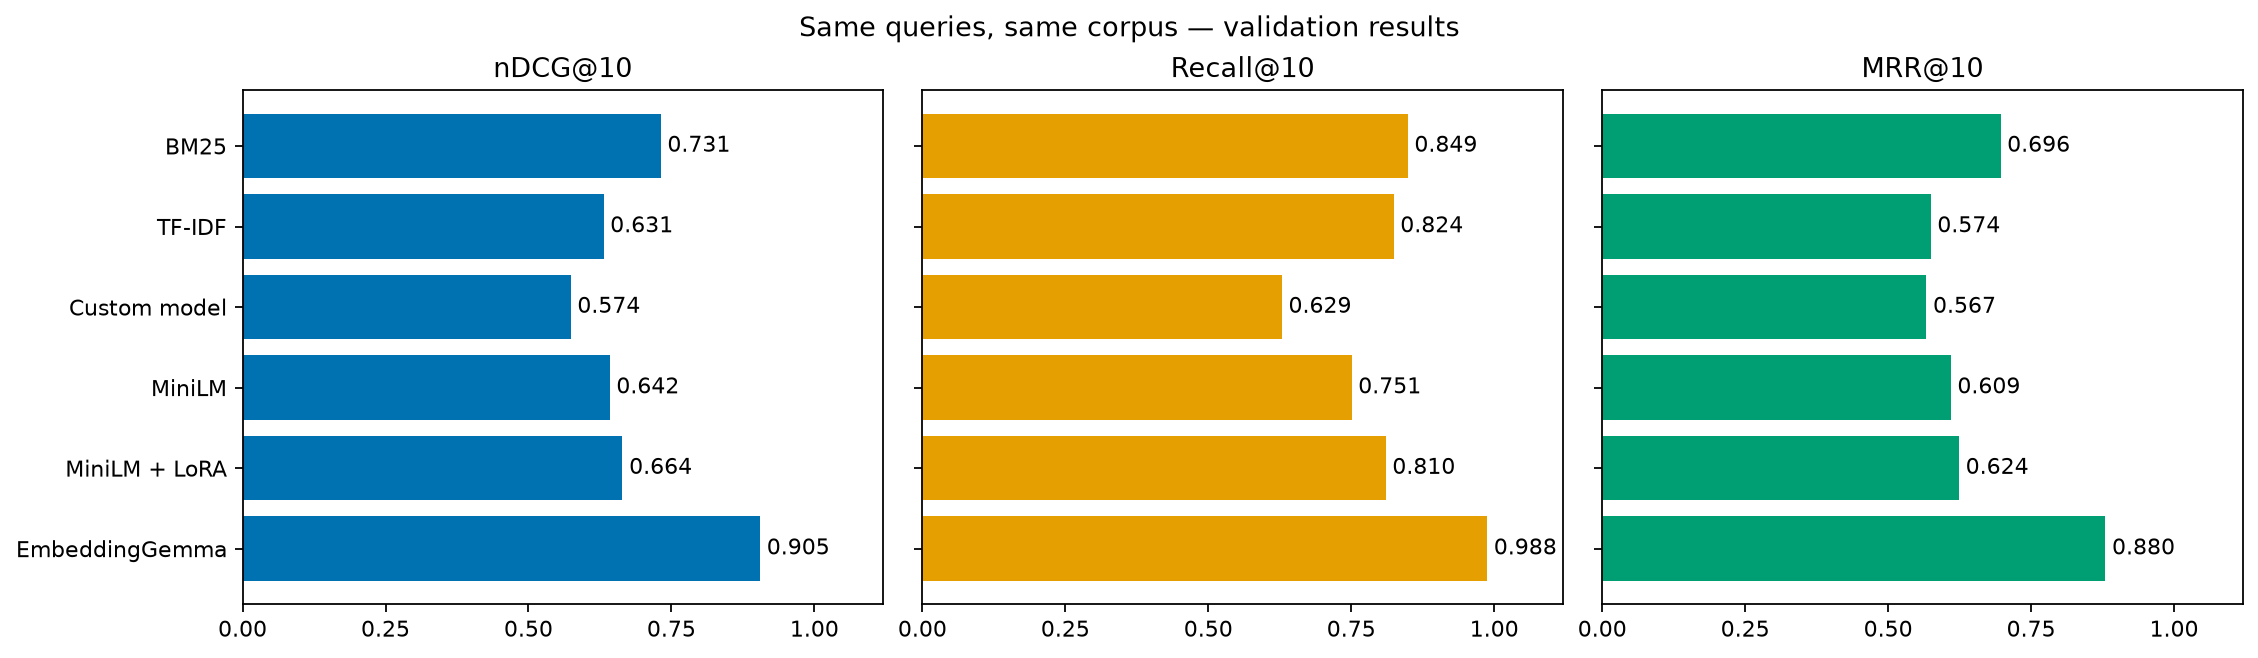 Same queries, same corpus — validation results
nDCG@10
Recall@10
MRR@10
BM25
0.731
0.849
0.696
TF-IDF
0.631
0.824
0.574
Custom model
0.574
0.629
0.567
MiniLM
0.642
0.751
0.609
MiniLM + LoRA
0.664
0.810
0.624
EmbeddingGemma
0.905
0.988
0.880
0.00 0.25 0.50 0.75 1.00
0.00 0.25 0.50 0.75 1.00
0.00 0.25 0.50 0.75 1.00